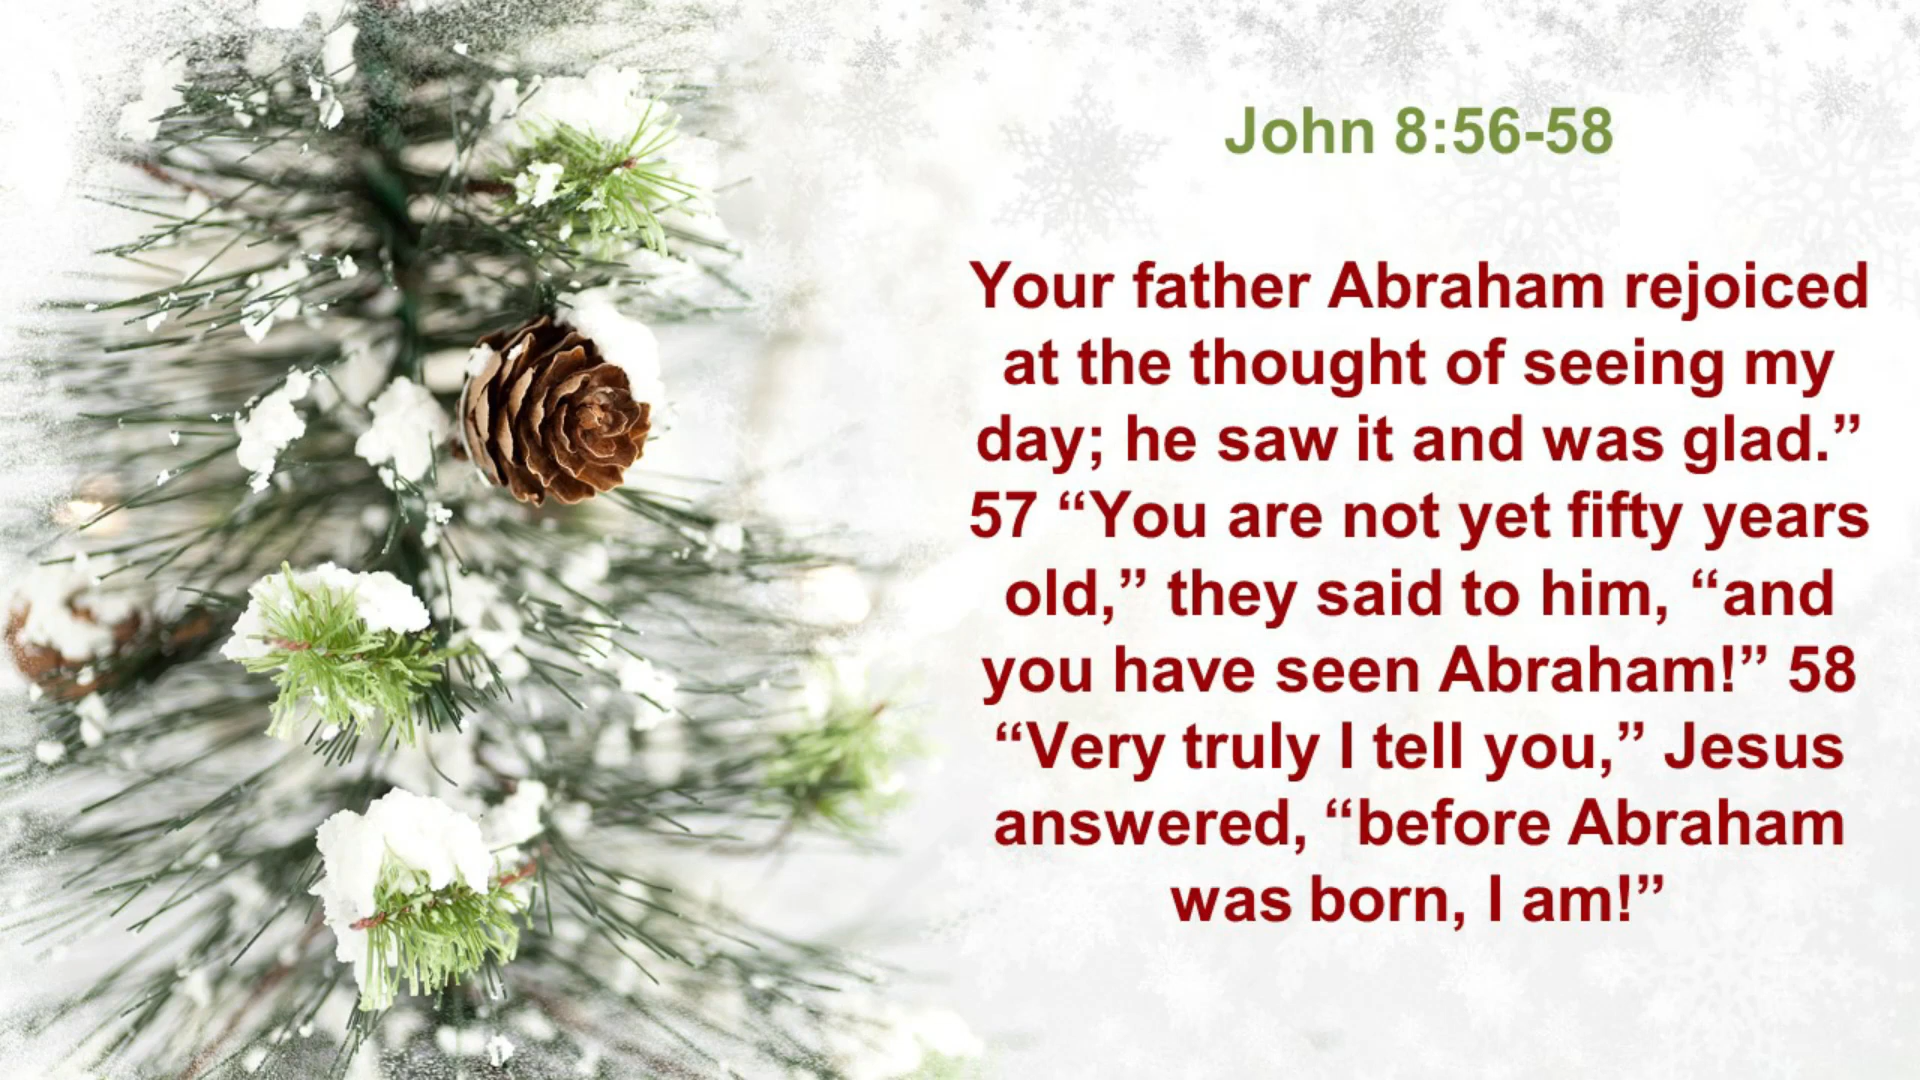 John 8:56-58
Your father Abraham rejoiced
at the thought of seeing my
day; he saw it and was glad.”
57 “You are not yet fifty years
old,” they said to him, “and
you have seen Abraham!” 58
“Very truly I tell you,” Jesus
answered, “before Abraham
was born, I am!”